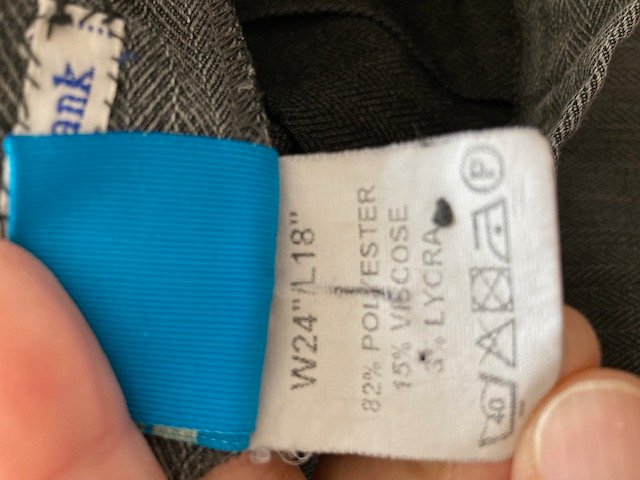 ank
W24"/L18"
82% POLYESTER
15% VISCOSE
3% LYCRA
40
P